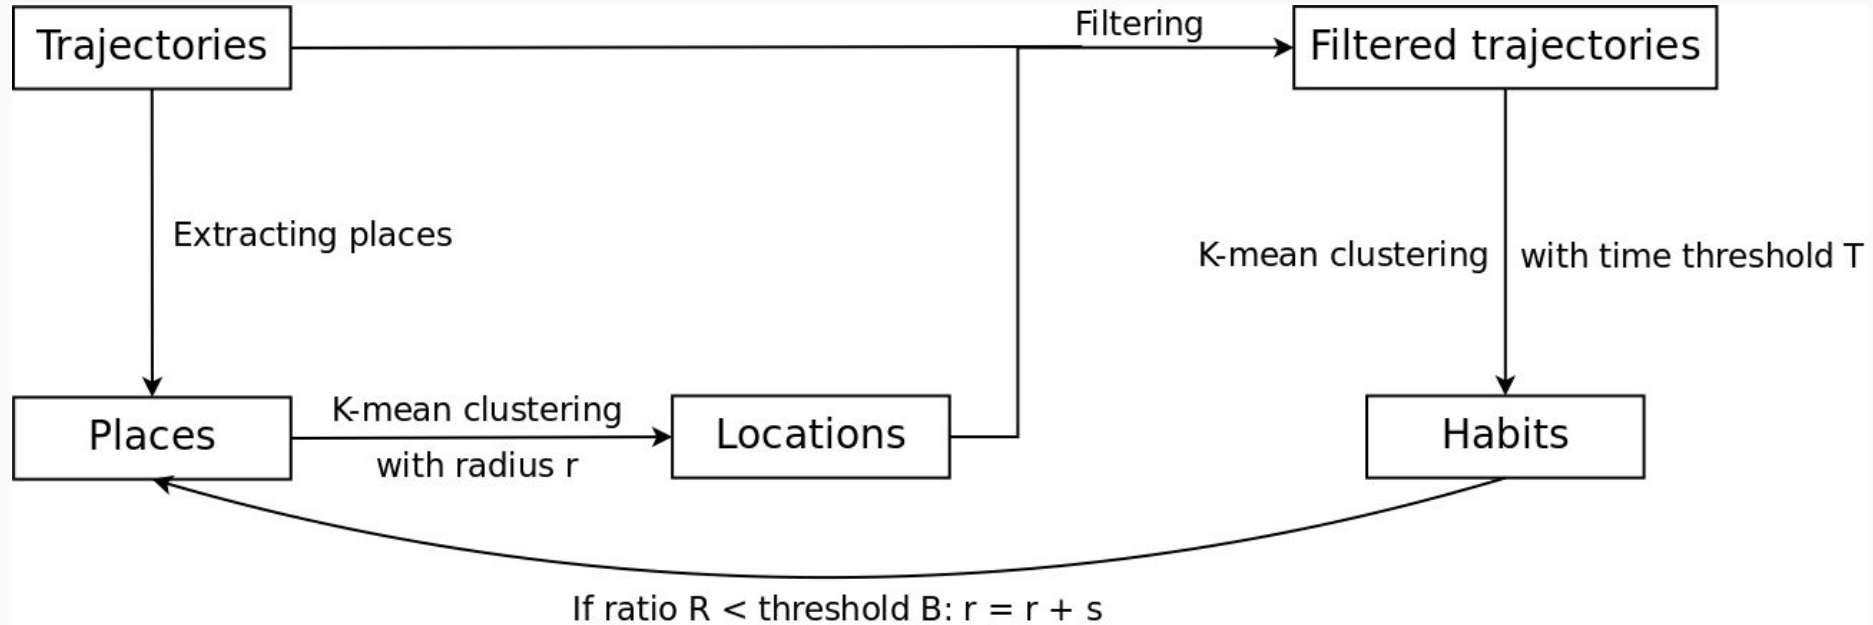 Trajectories
Filtering
Filtered trajectories
Extracting places
K-mean clustering
with time threshold T
Places
K-mean clustering
with radius r
Locations
Habits
If ratio R < threshold B: r = r + s